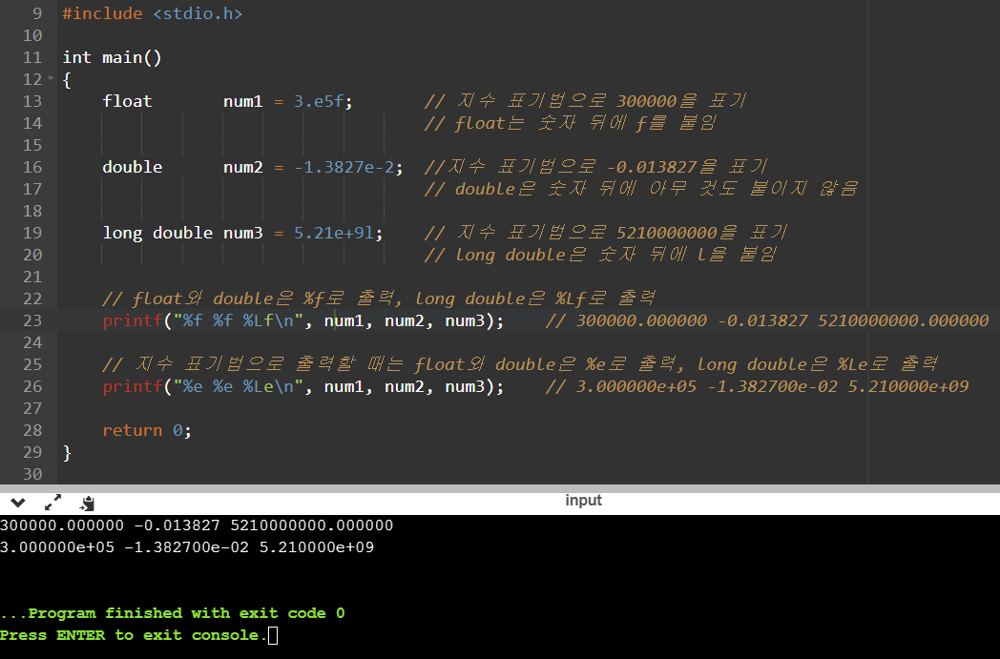 9 #include <stdio.h>
10
11 int main()
12 {
13 float num1 = 3.e5f; // 지수 표기법으로 300000을 표기
14 // float는 숫자 뒤에 f를 붙임
15
16 double num2 = -1.3827e-2; //지수 표기법으로 -0.013827을 표기
17 // double은 숫자 뒤에 아무 것도 붙이지 않음
18
19 long double num3 = 5.21e+9l; // 지수 표기법으로 5210000000을 표기
20 // long double은 숫자 뒤에 l을 붙임
21
22 // float와 double은 %f로 출력, long double은 %Lf로 출력
23 printf("%f %f %Lf\n", num1, num2, num3); // 300000.000000 -0.013827 5210000000.000000
24
25 // 지수 표기법으로 출력할 때는 float와 double은 %e로 출력, long double은 %Le로 출력
26 printf("%e %e %Le\n", num1, num2, num3); // 3.000000e+05 -1.382700e-02 5.210000e+09
27
28 return 0;
29 }
30
input
300000.000000 -0.013827 5210000000.000000
3.000000e+05 -1.382700e-02 5.210000e+09
...Program finished with exit code 0
Press ENTER to exit console.